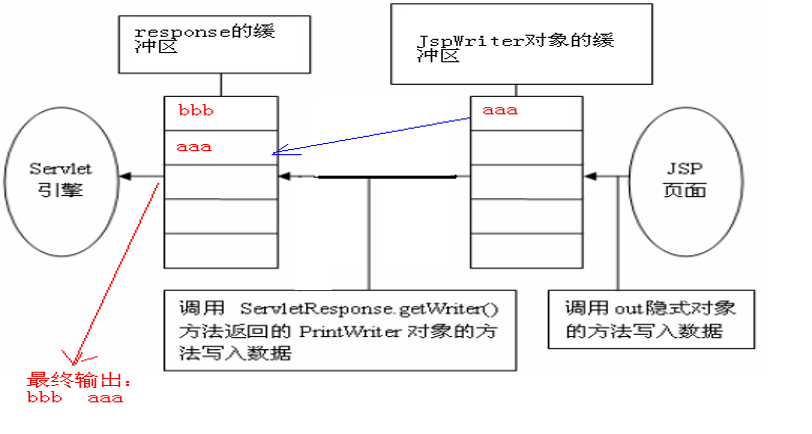 response的缓
冲区
JspWriter对象的缓
冲区
bbb
aaa
aaa
Servlet
引擎
JSP
页面
调用 ServletResponse.getWriter()
方法返回的 PrintWriter 对象的方
法写入数据
调用 out隐式对象
的方法写入数据
最终输出：
bbb aaa